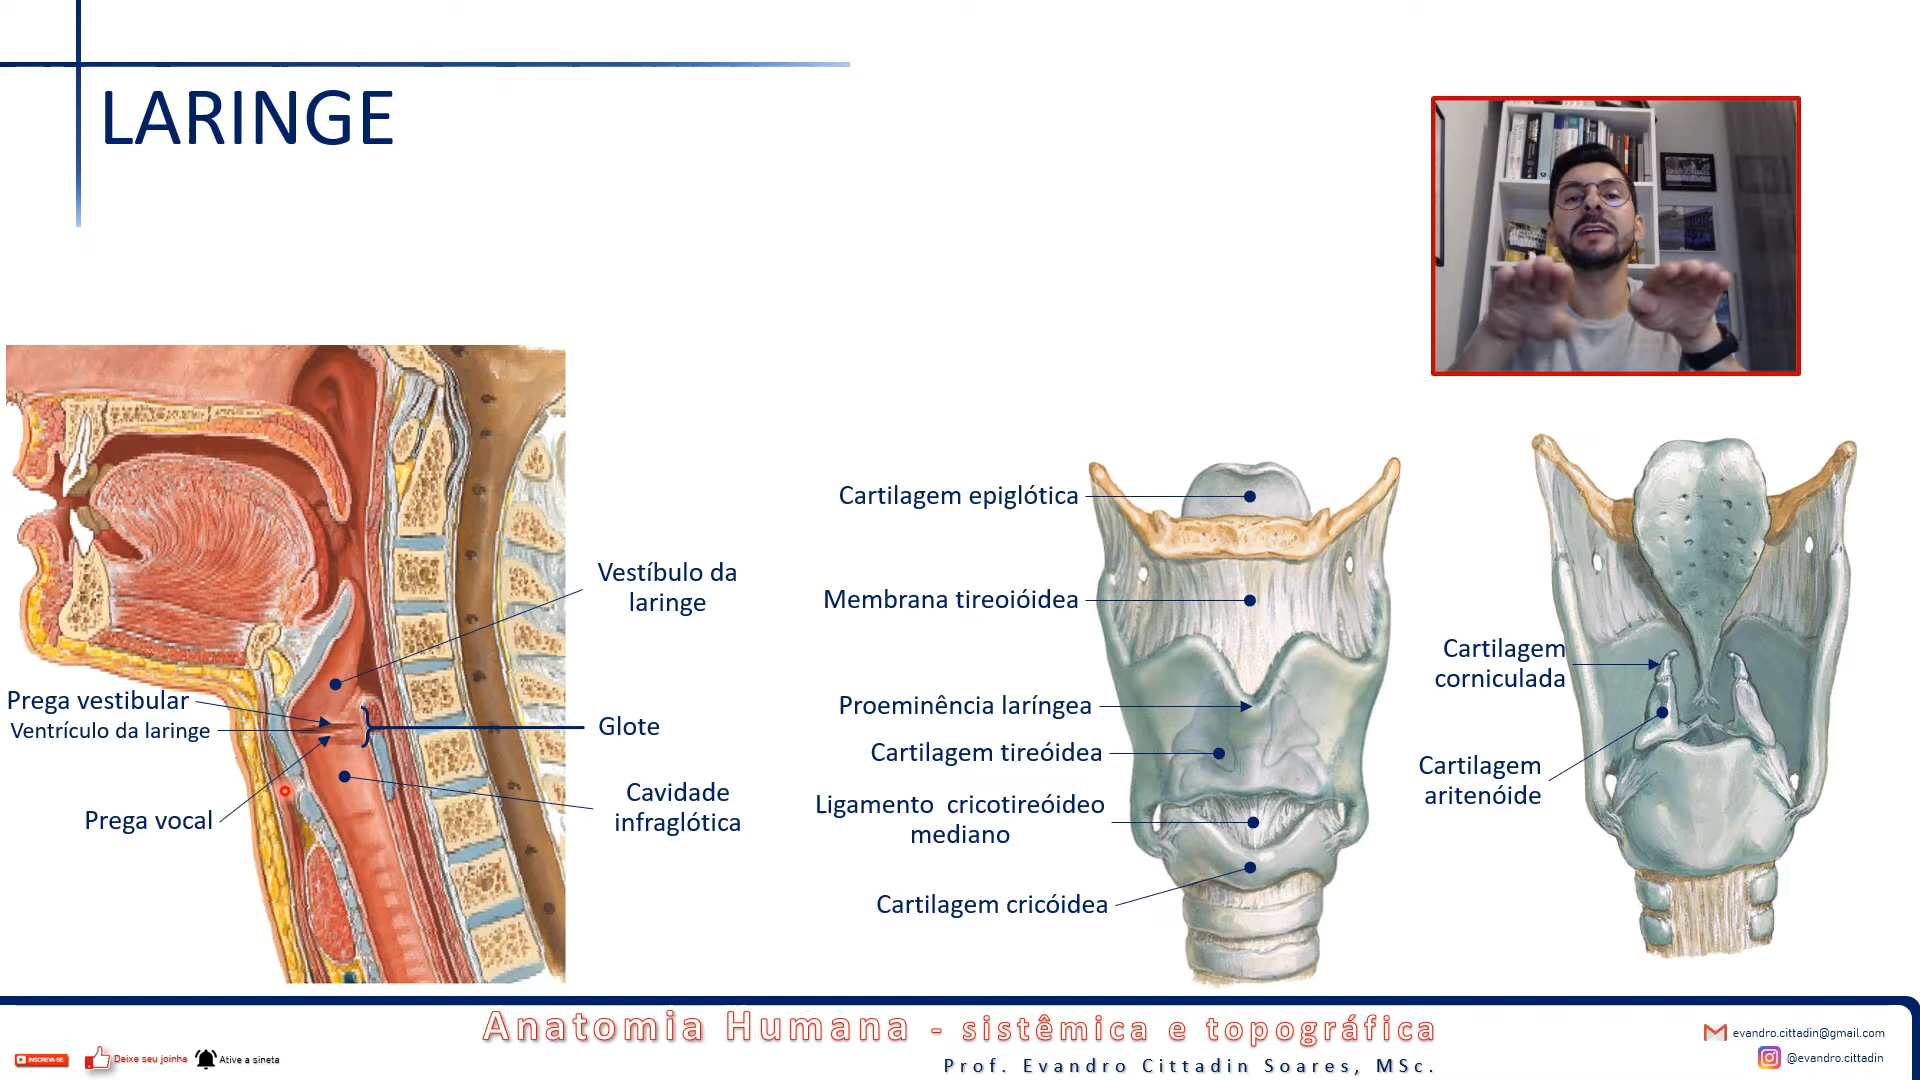 LARINGE
Vestíbulo da
laringe
Prega vestibular
Ventrículo da laringe
Glote
Prega vocal
Cavidade
infraglótica
Cartilagem epiglótica
Membrana tireoióidea
Proeminência laríngea
Cartilagem tireóidea
Ligamento cricotireóideo
mediano
Cartilagem cricóidea
Cartilagem
corniculada
Cartilagem
aritenóide
Anatomia Humana - sistêmica e topográfica
Prof. Evandro Cittadin Soares, MSc.
INSCREVA-SE
Deixe seu joinha
Ative a sineta
evandro.cittadin@gmail.com
@evandro.cittadin